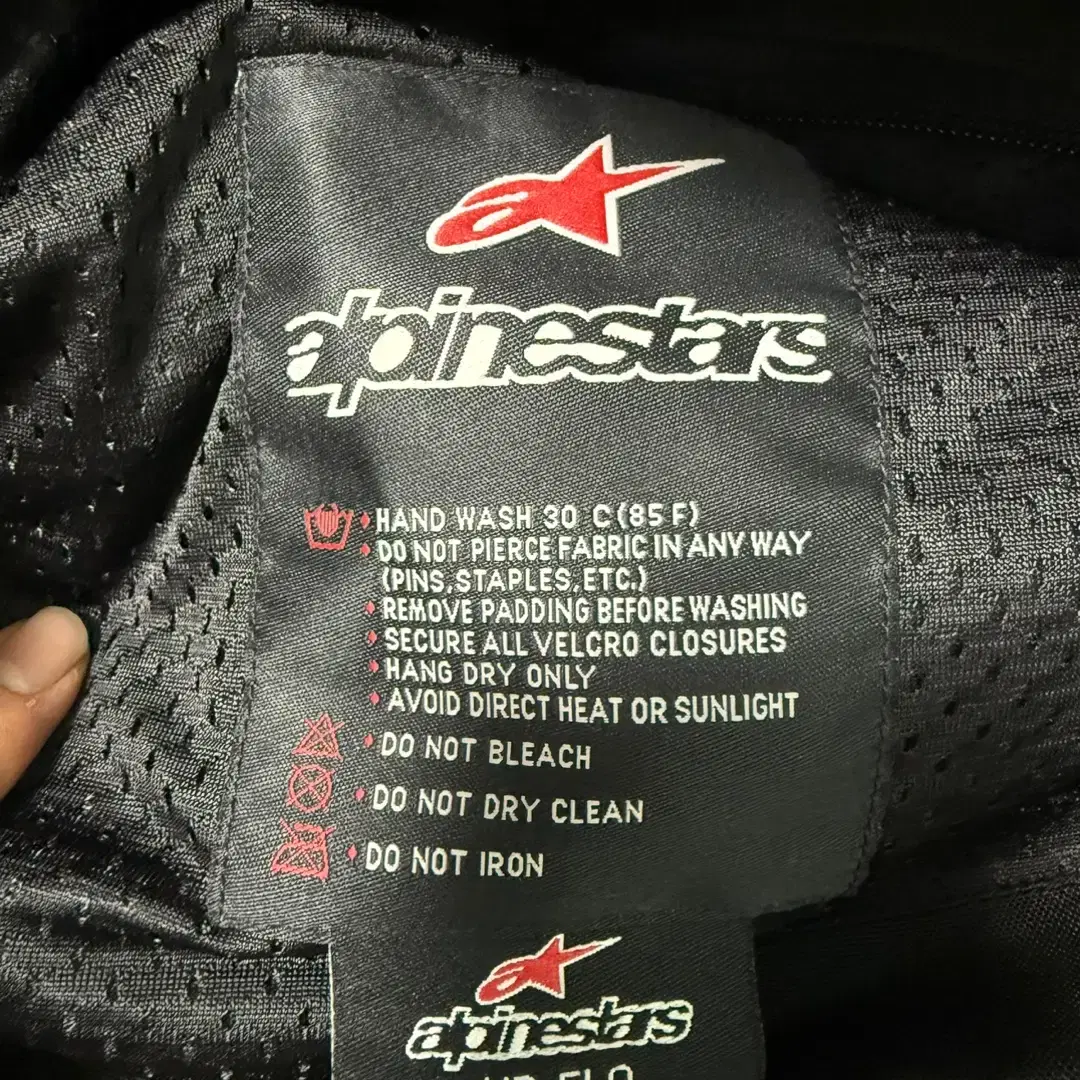 alpinestars
HAND WASH 30 C (85 F)
DO NOT PIERCE FABRIC IN ANY WAY
(PINS, STAPLES, ETC.)
REMOVE PADDING BEFORE WASHING
SECURE ALL VELCRO CLOSURES
HANG DRY ONLY
AVOID DIRECT HEAT OR SUNLIGHT
DO NOT BLEACH
DO NOT DRY CLEAN
DO NOT IRON
alpinestars